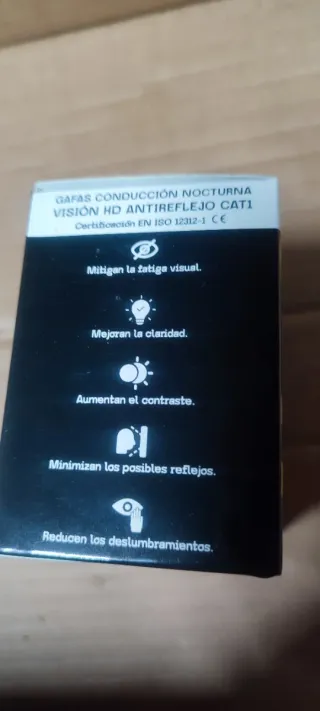 GAFAS CONDUCCIÓN NOCTURNA
VISIÓN HD ANTIREFLEJO CAT1
Certificación EN ISO 12312-1 CE
Mitigan la fatiga visual.
Mejoran la claridad.
Aumentan el contraste.
Minimizan los posibles reflejos.
Reducen los deslumbramientos.